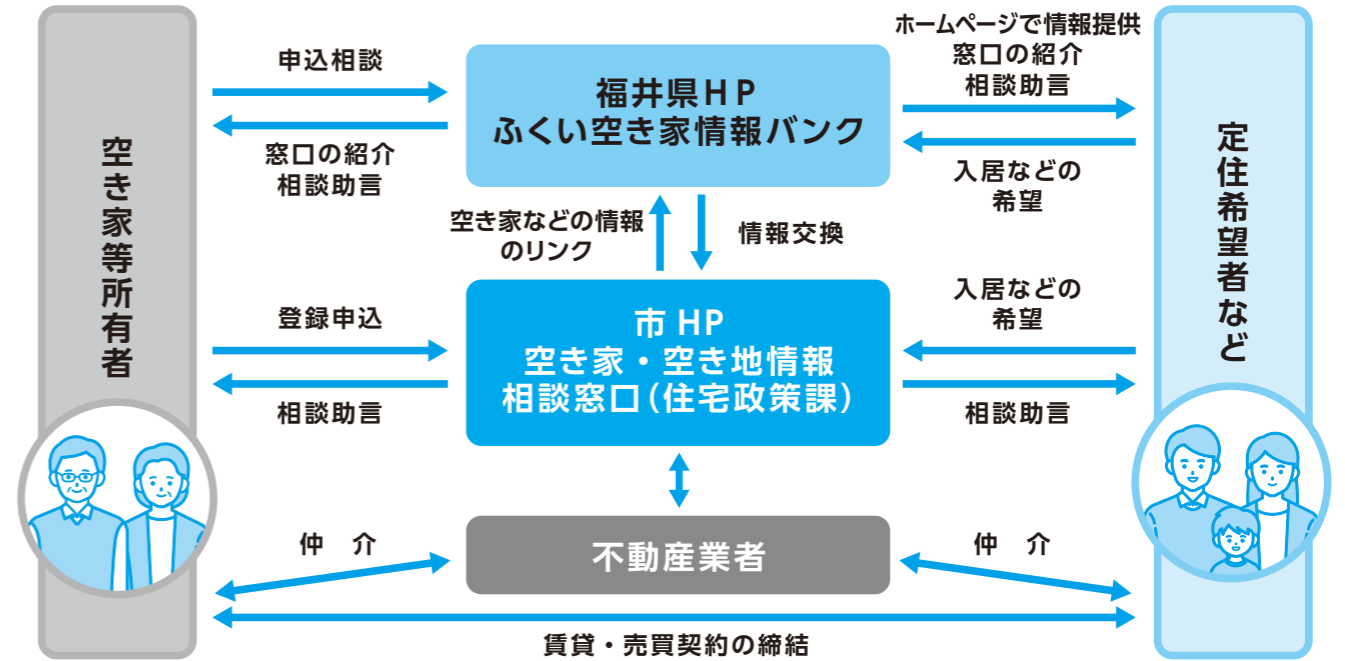 空き家等所有者
申込相談
窓口の紹介
相談助言
福井県HP
ふくい空き家情報バンク
ホームページで情報提供
窓口の紹介
相談助言
入居などの
希望
定住希望者など
空き家などの情報
のリンク
情報交換
登録申込
相談助言
市 HP
空き家・空き地情報
相談窓口(住宅政策課)
入居などの
希望
相談助言
仲　介
不動産業者
仲　介
賃貸・売買契約の締結